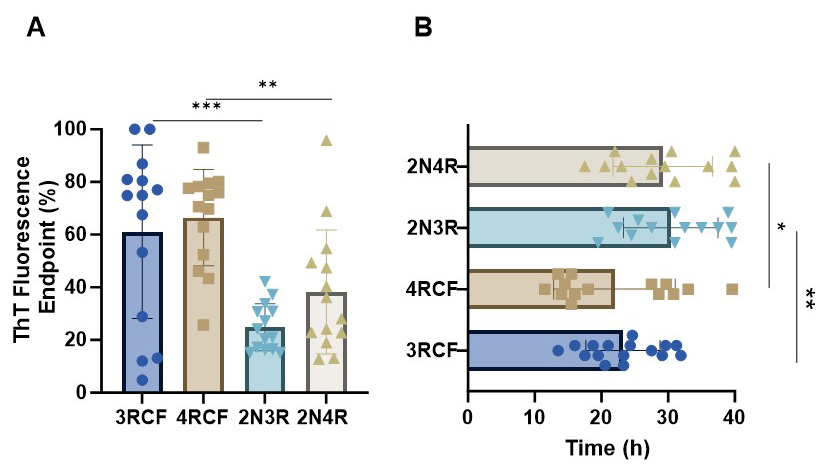 A
B
**
***
100
80
60
40
20
0
ThT Fluorescence
Endpoint (%)
3RCF 4RCF 2N3R 2N4R
2N4R
2N3R
4RCF
3RCF
*
**
0 10 20 30 40
Time (h)